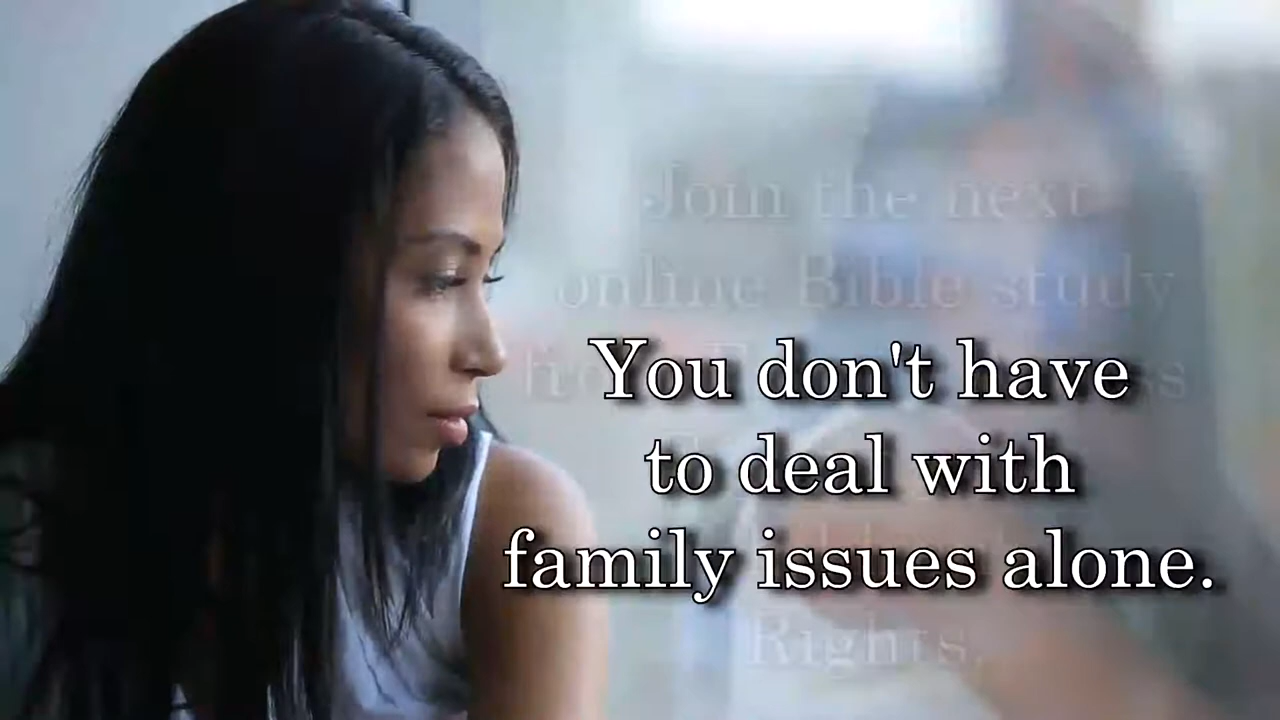 Join the next
online Bible study
You don't have
to deal with
family issues alone.
Rights.